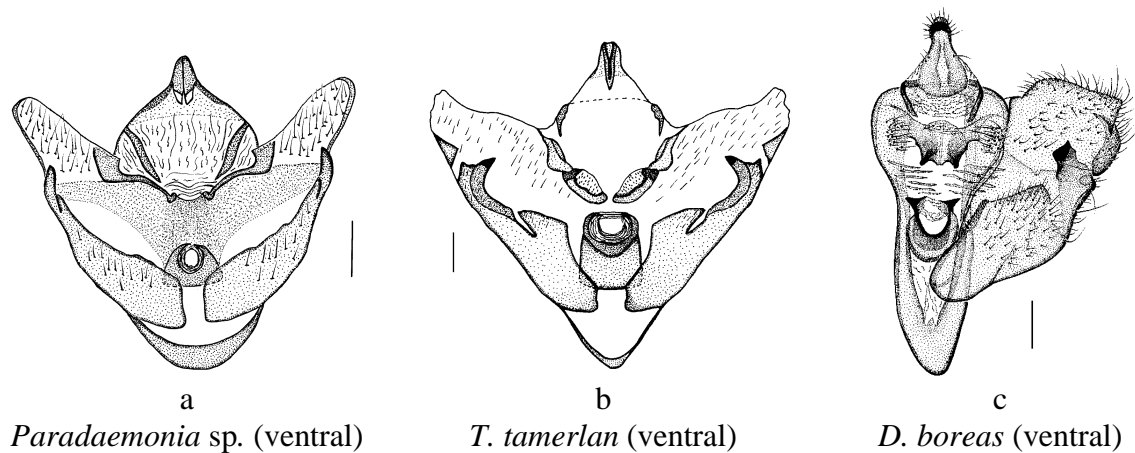 a
b
c
Paradaemonia sp. (ventral)
T. tamerlan (ventral)
D. boreas (ventral)